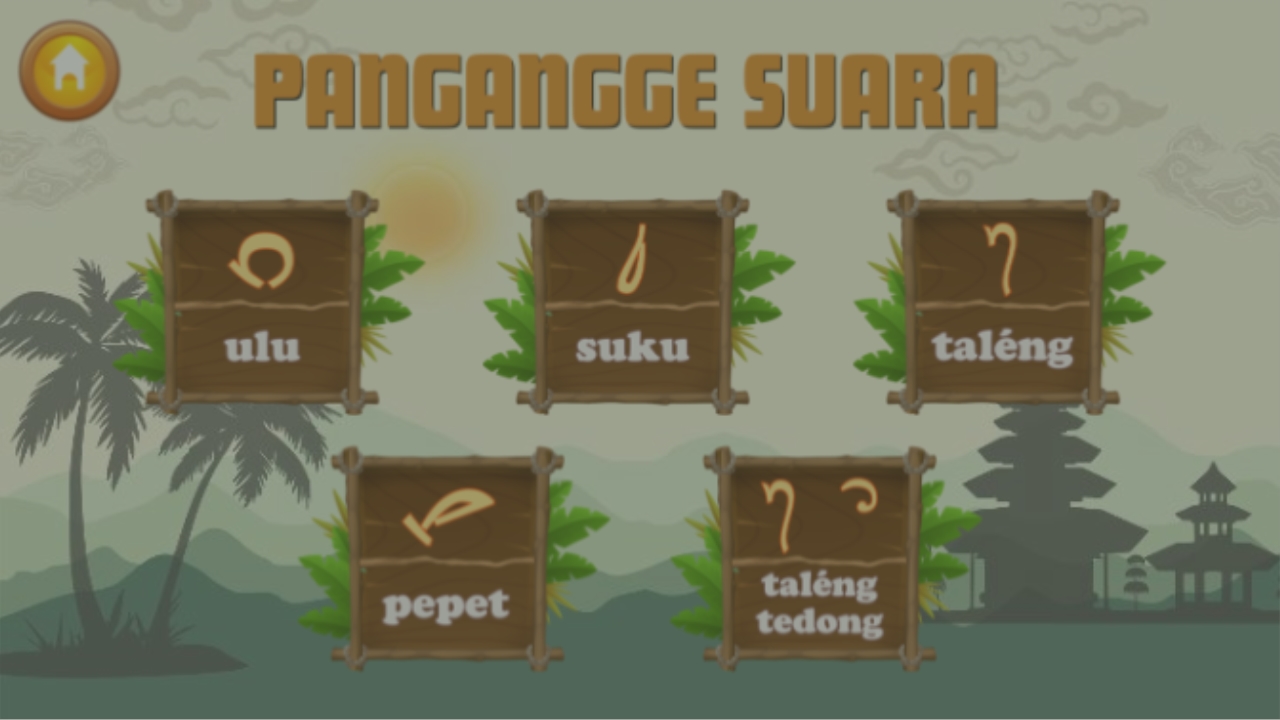 PANGANGGE SUARA
ᬶ
ulu
ᬸ
suku
ᬾ
taléng
ᭂ
pepet
ᭀ
taléng
tedong